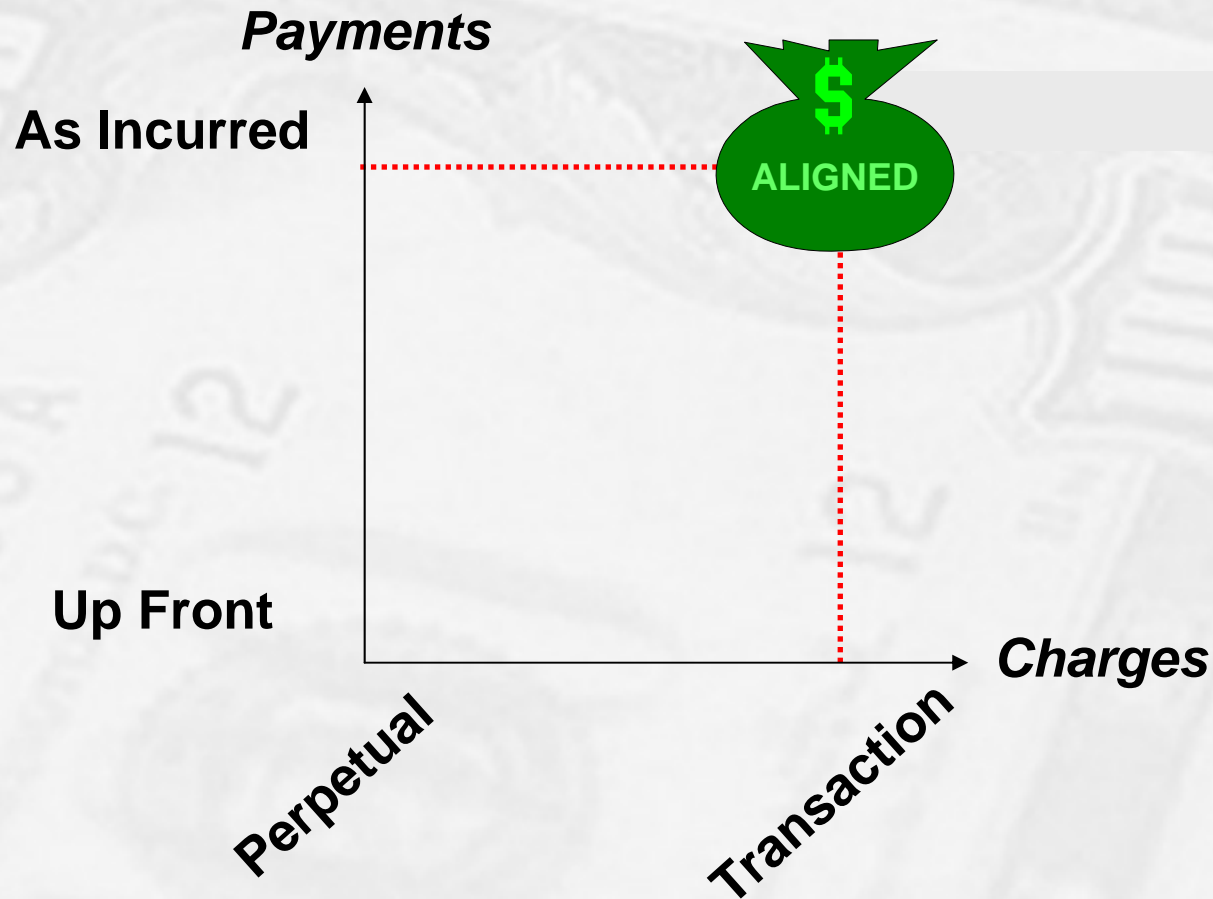 Payments
As Incurred
$
ALIGNED
Up Front
Charges
Perpetual
Transaction